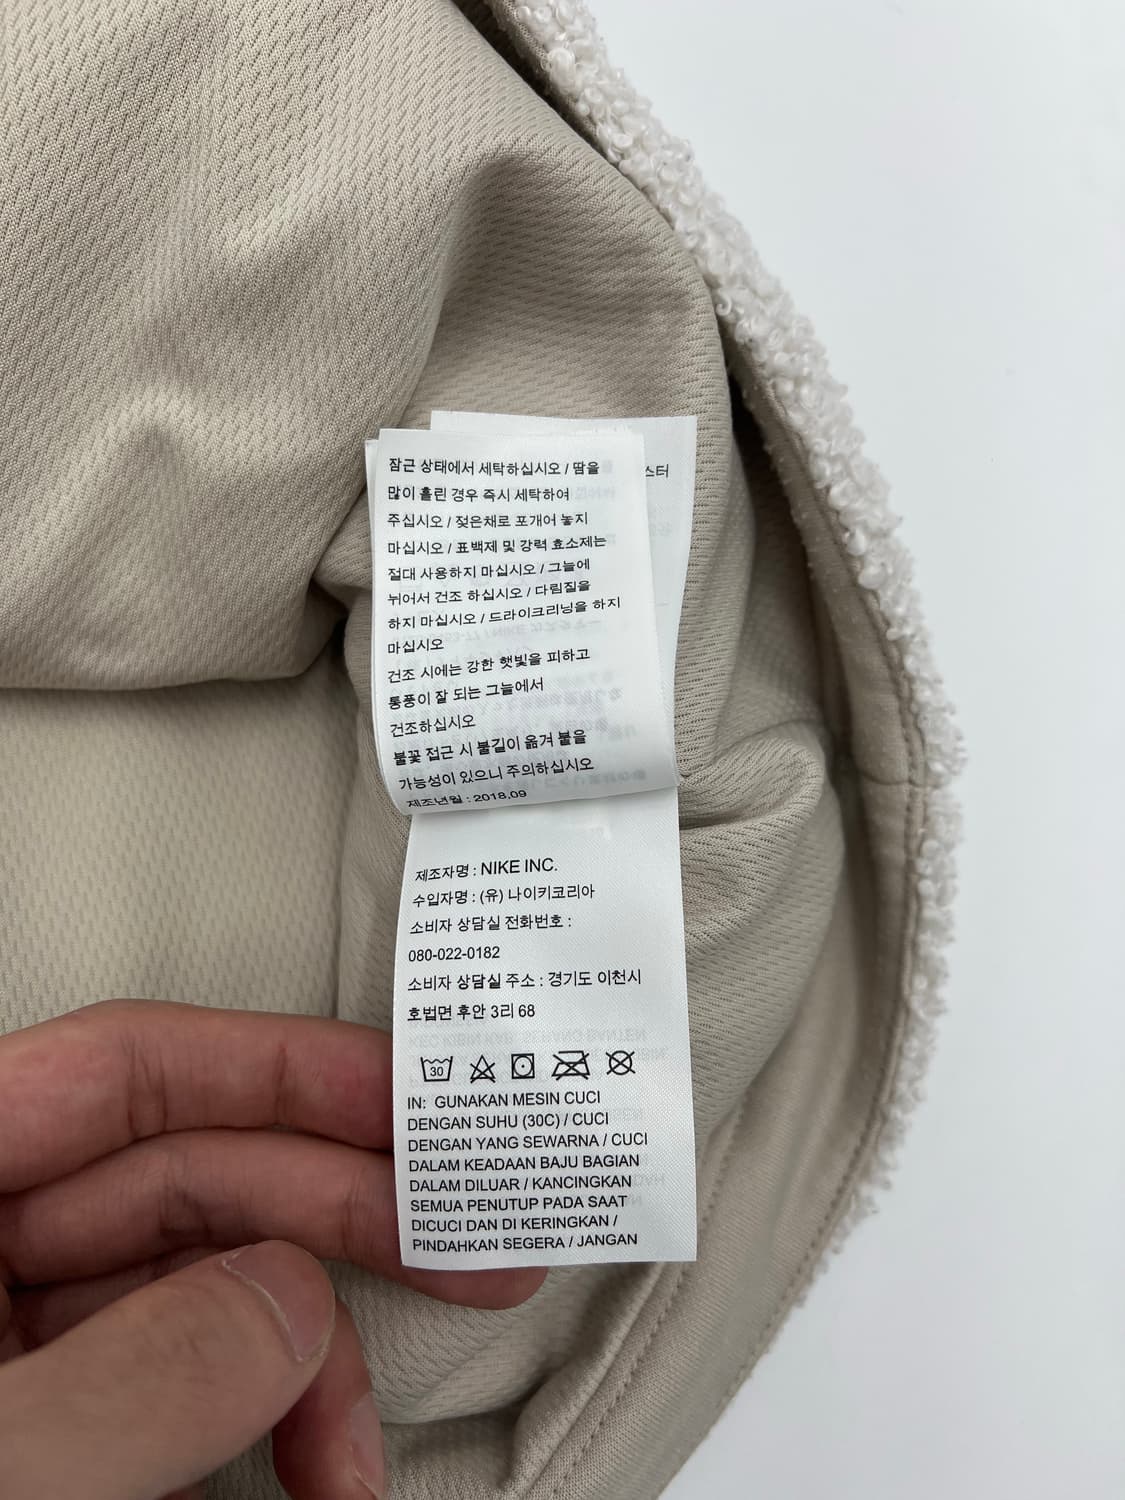 잠근 상태에서 세탁하십시오 / 땀을
많이 흘린 경우 즉시 세탁하여
주십시오 / 젖은채로 포개어 놓지
마십시오 / 표백제 및 강력 효소제는
절대 사용하지 마십시오 / 그늘에
뉘어서 건조 하십시오 / 다림질을
하지 마십시오 / 드라이크리닝을 하지
마십시오
건조 시에는 강한 햇빛을 피하고
통풍이 잘 되는 그늘에서
건조하십시오
불꽃 접근 시 불길이 옮겨 붙을
가능성이 있으니 주의하십시오
제조년월 : 2018.09
스터
제조자명 : NIKE INC.
수입자명 : (유) 나이키코리아
소비자 상담실 전화번호 :
080-022-0182
소비자 상담실 주소 : 경기도 이천시
호법면 후안 3리 68
30
IN: GUNAKAN MESIN CUCI
DENGAN SUHU (30C) / CUCI
DENGAN YANG SEWARNA / CUCI
DALAM KEADAAN BAJU BAGIAN
DALAM DILUAR / KANCINGKAN
SEMUA PENUTUP PADA SAAT
DICUCI DAN DI KERINGKAN /
PINDAHKAN SEGERA / JANGAN